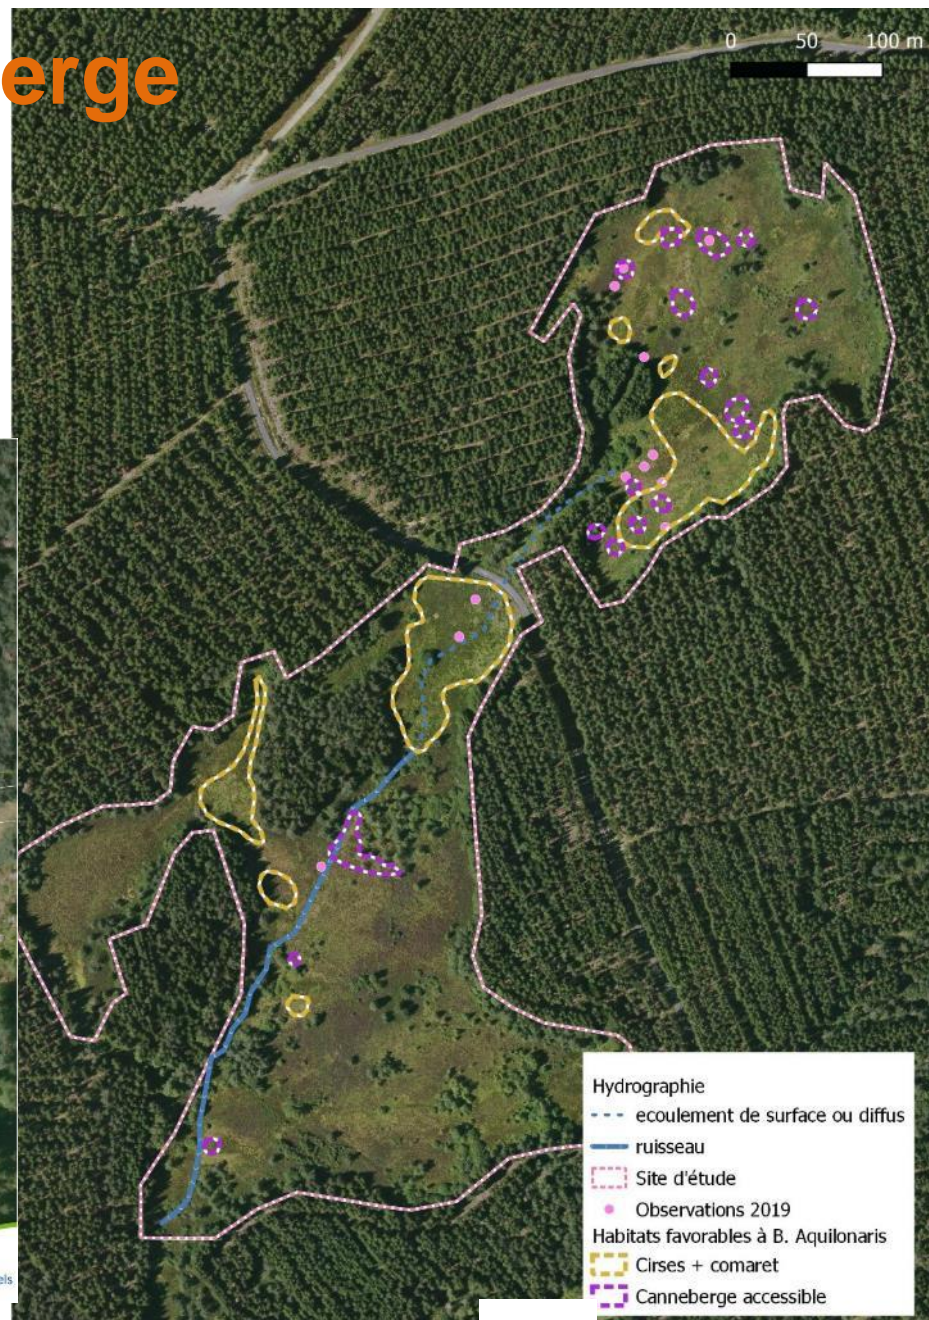 erge
0 50 100 m
Hydrographie
ecoulement de surface ou diffus
ruisseau
Site d'étude
Observations 2019
Habitats favorables à B. Aquilonaris
Cirses + comaret
Canneberge accessible
els